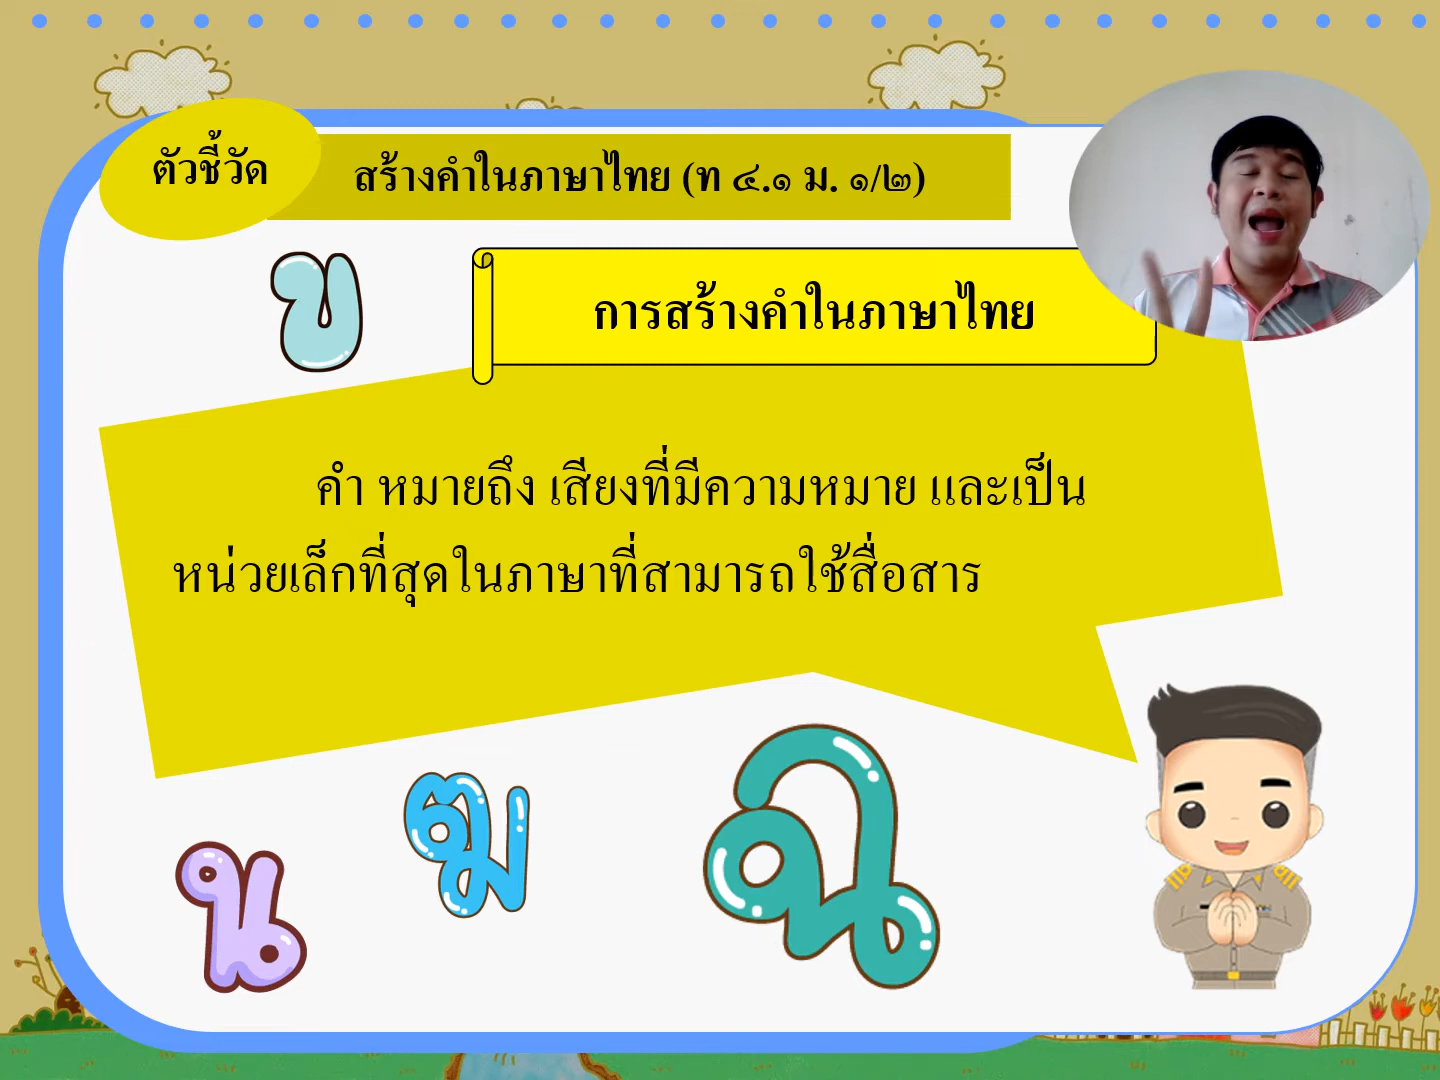 ตัวชี้วัด
สร้างคำในภาษาไทย (ท ๔.๑ ม. ๑/๒)
ข
การสร้างคำในภาษาไทย
คำ หมายถึง เสียงที่มีความหมาย และเป็น
หน่วยเล็กที่สุดในภาษาที่สามารถใช้สื่อสาร
น
ฒ
ฉ